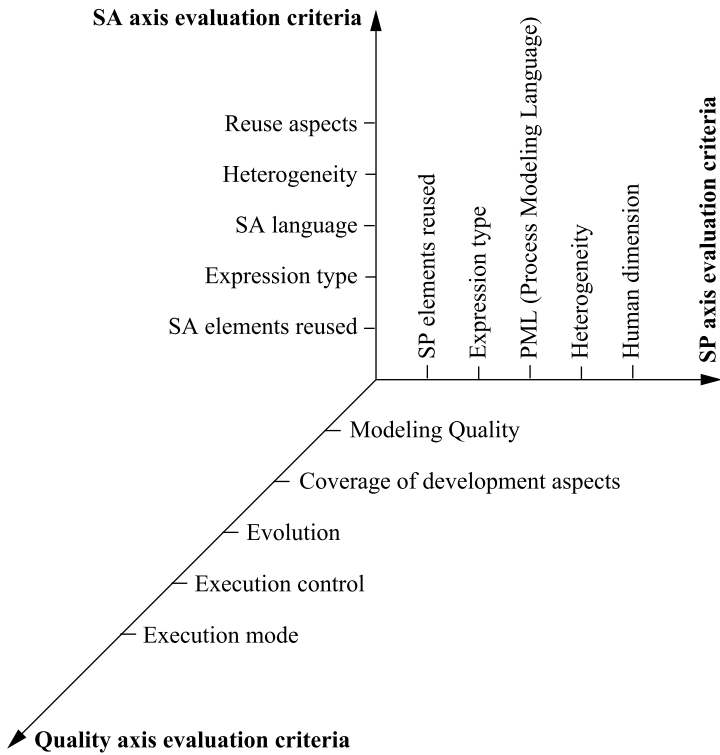 SA axis evaluation criteria
Reuse aspects
Heterogeneity
SA language
Expression type
SA elements reused
SP elements reused
Expression type
PML (Process Modeling Language)
Heterogeneity
Human dimension
SP axis evaluation criteria
Modeling Quality
Coverage of development aspects
Evolution
Execution control
Execution mode
Quality axis evaluation criteria